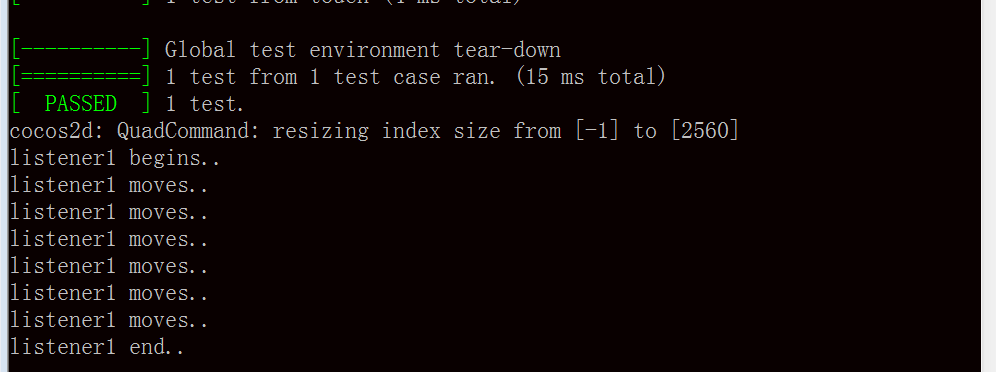 [          ] 1 test from touch (1 ms total)
[----------] Global test environment tear-down
[==========] 1 test from 1 test case ran. (15 ms total)
[  PASSED  ] 1 test.
cocos2d: QuadCommand: resizing index size from [-1] to [2560]
listener1 begins..
listener1 moves..
listener1 moves..
listener1 moves..
listener1 moves..
listener1 moves..
listener1 moves..
listener1 end..